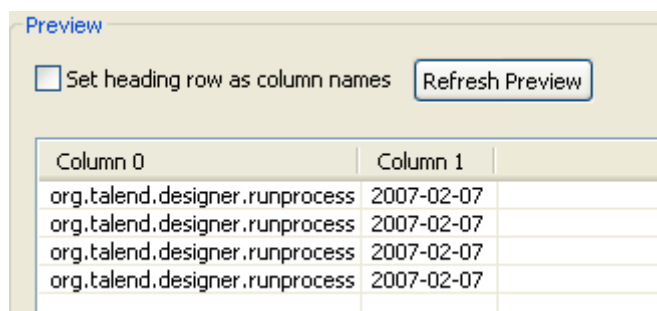 Preview
Set heading row as column names Refresh Preview
Column 0 Column 1
org.talend.designer.runprocess 2007-02-07
org.talend.designer.runprocess 2007-02-07
org.talend.designer.runprocess 2007-02-07
org.talend.designer.runprocess 2007-02-07